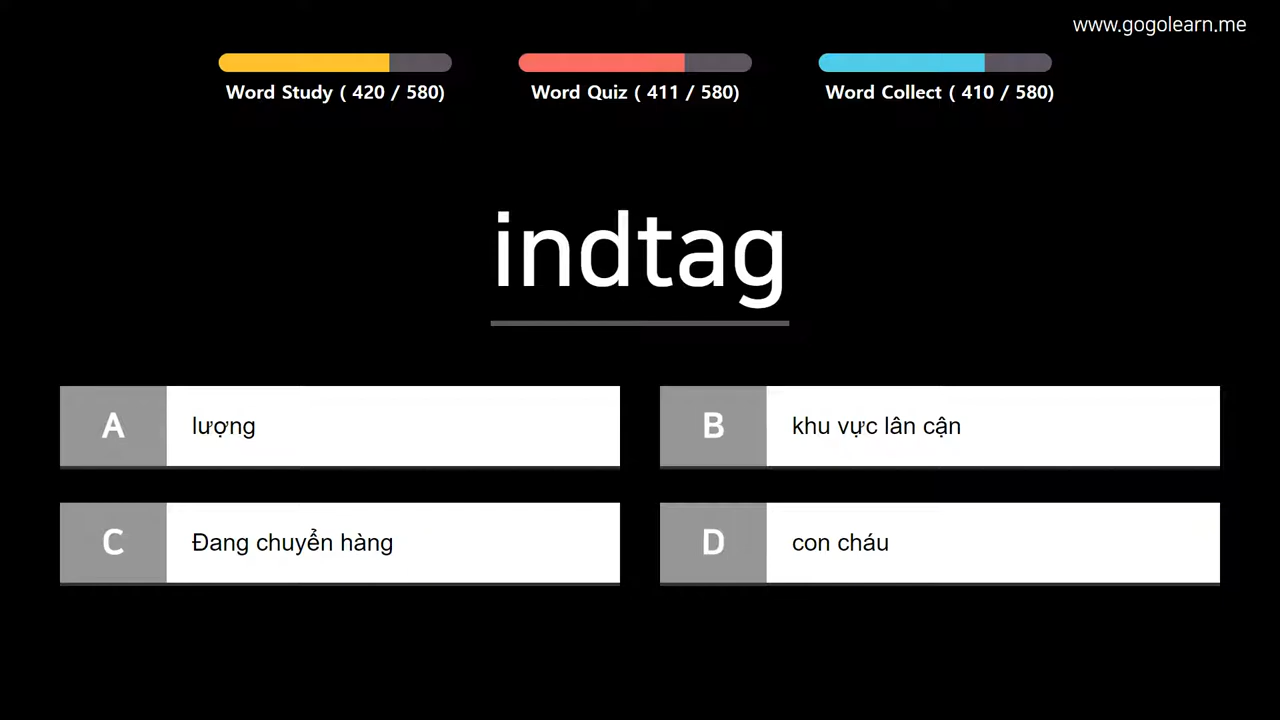 www.gogolearn.me
Word Study ( 420 / 580)
Word Quiz ( 411 / 580)
Word Collect ( 410 / 580)
indtag
A lượng
B khu vực lân cận
C Đang chuyển hàng
D con cháu